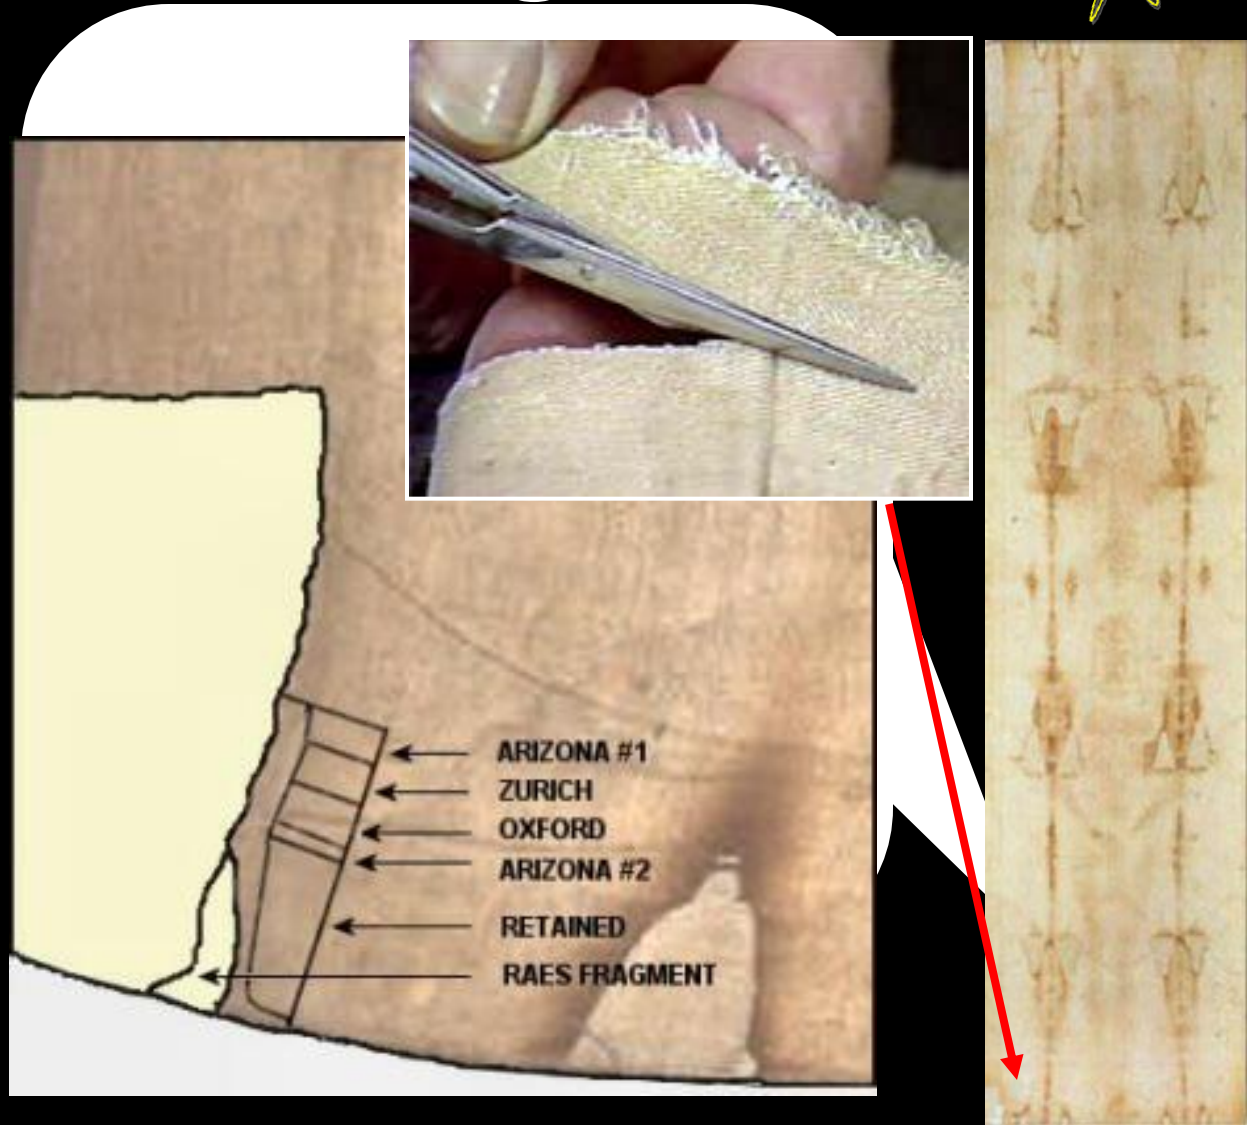 ARIZONA #1
ZURICH
OXFORD
ARIZONA #2
RETAINED
RAES FRAGMENT